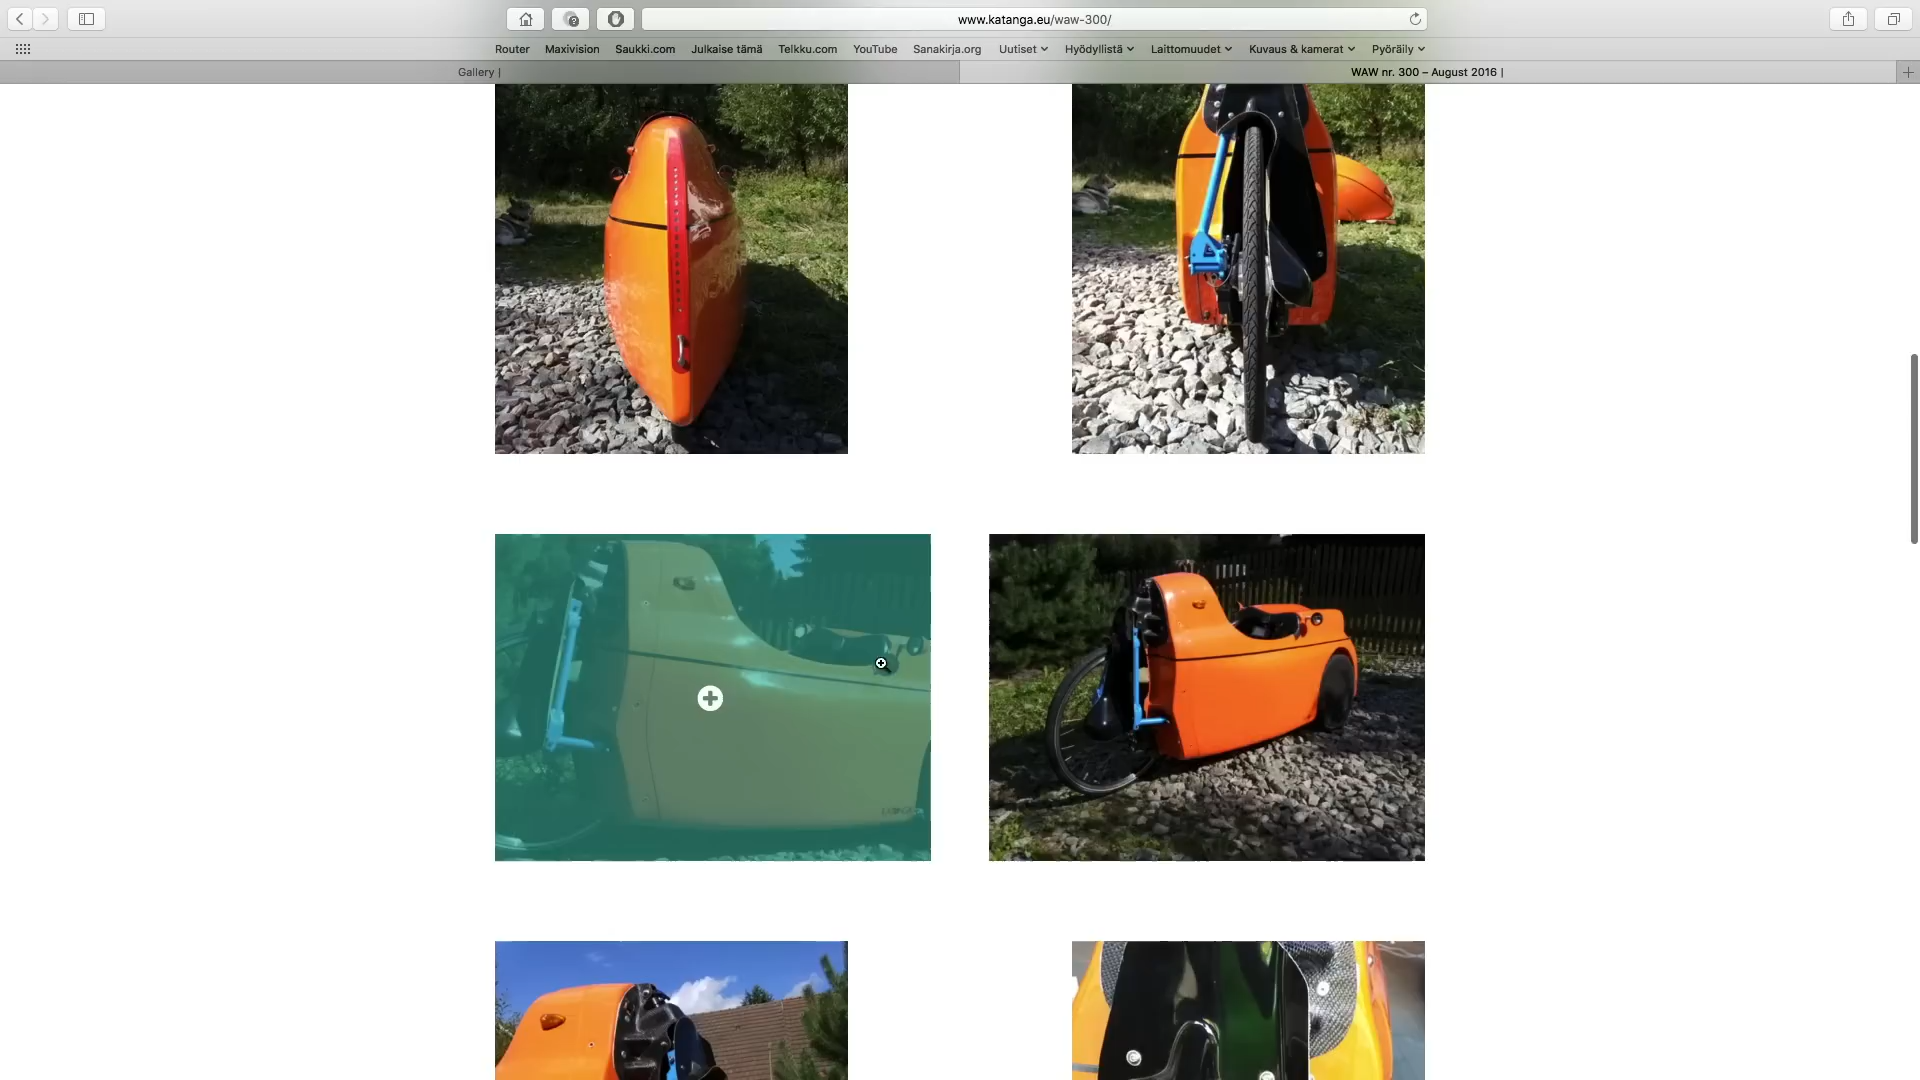 www.katanga.eu/waw-300/
Router Maxivision Saukki.com Julkaise tämä Telkku.com YouTube Sanakirja.org Uutiset Hyödyllistä Laittomuudet Kuvaus & kamerat Pyöräily
Gallery | WAW nr. 300 – August 2016 |